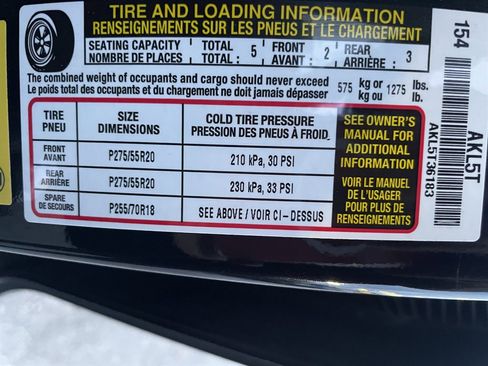 TIRE AND LOADING INFORMATION
RENSEIGNEMENTS SUR LES PNEUS ET LE CHARGEMENT
SEATING CAPACITY TOTAL : 5 FRONT : 2 REAR : 3
NOMBRE DE PLACES TOTAL : AVANT : ARRIÈRE :
The combined weight of occupants and cargo should never exceed 575 kg or 1275 lbs.
Le poids total des occupants et du chargement ne doit jamais dépasser kg ou lb.
TIRE SIZE COLD TIRE PRESSURE
PNEU DIMENSIONS PRESSION DES PNEUS À FROID.
FRONT
AVANT P275/55R20 210 kPa, 30 PSI
REAR
ARRIÈRE P275/55R20 230 kPa, 33 PSI
SPARE
DE SECOURS P255/70R18 SEE ABOVE / VOIR CI - DESSUS
SEE OWNER'S
MANUAL FOR
ADDITIONAL
INFORMATION
VOIR LE MANUEL
DE L'USAGER
POUR PLUS DE
RENSEIGNEMENTS
154
AKL5T
AKL5T36183